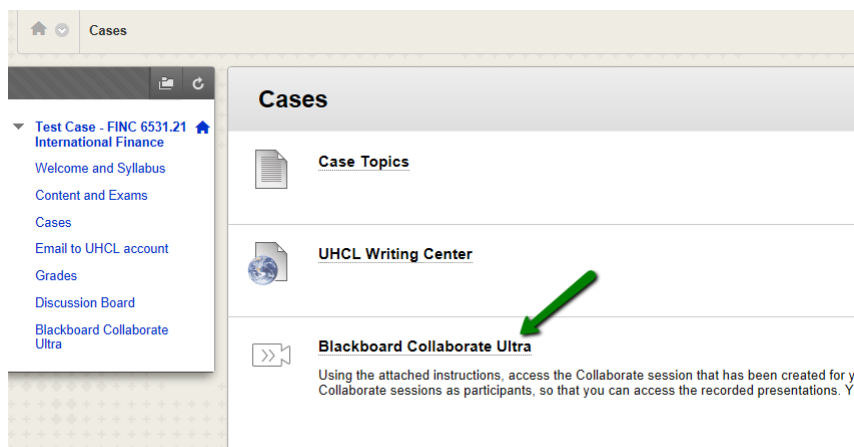 Cases
Test Case - FINC 6531.21
International Finance
Welcome and Syllabus
Content and Exams
Cases
Email to UHCL account
Grades
Discussion Board
Blackboard Collaborate
Ultra
Cases
Case Topics
UHCL Writing Center
Blackboard Collaborate Ultra
Using the attached instructions, access the Collaborate session that has been created for y
Collaborate sessions as participants, so that you can access the recorded presentations. Y